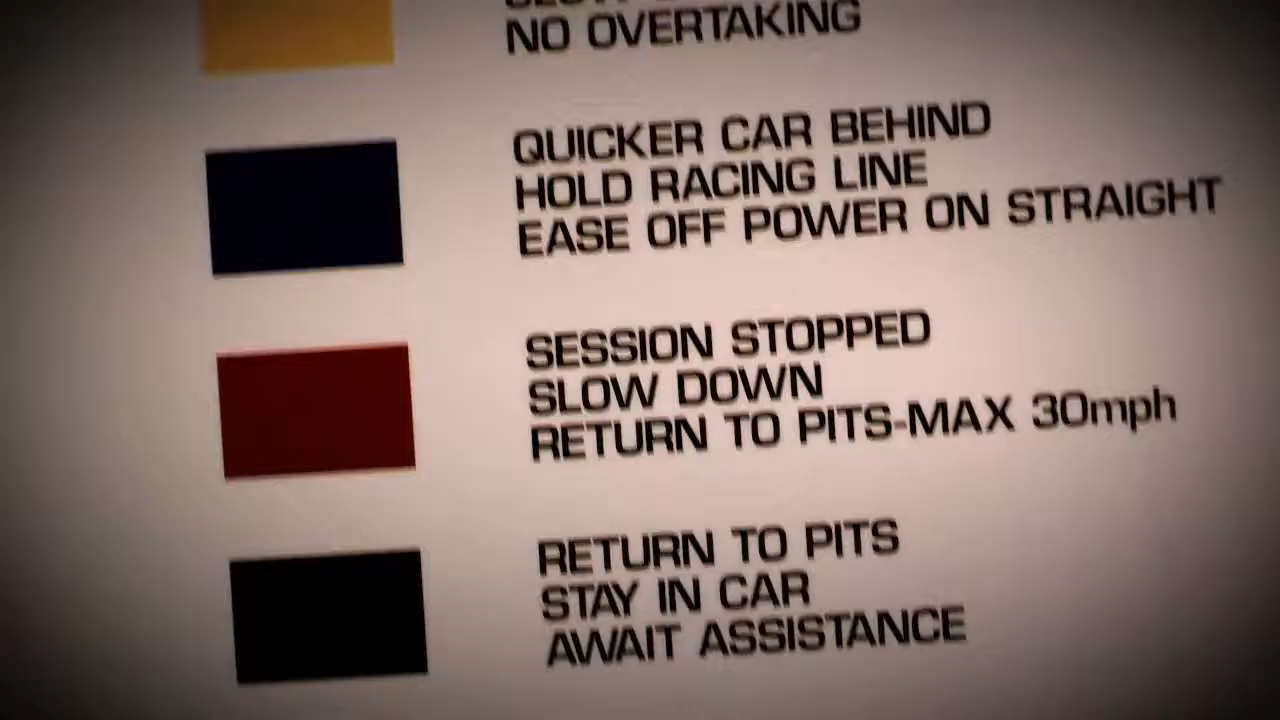 NO OVERTAKING
QUICKER CAR BEHIND
HOLD RACING LINE
EASE OFF POWER ON STRAIGHT
SESSION STOPPED
SLOW DOWN
RETURN TO PITS-MAX 30mph
RETURN TO PITS
STAY IN CAR
AWAIT ASSISTANCE